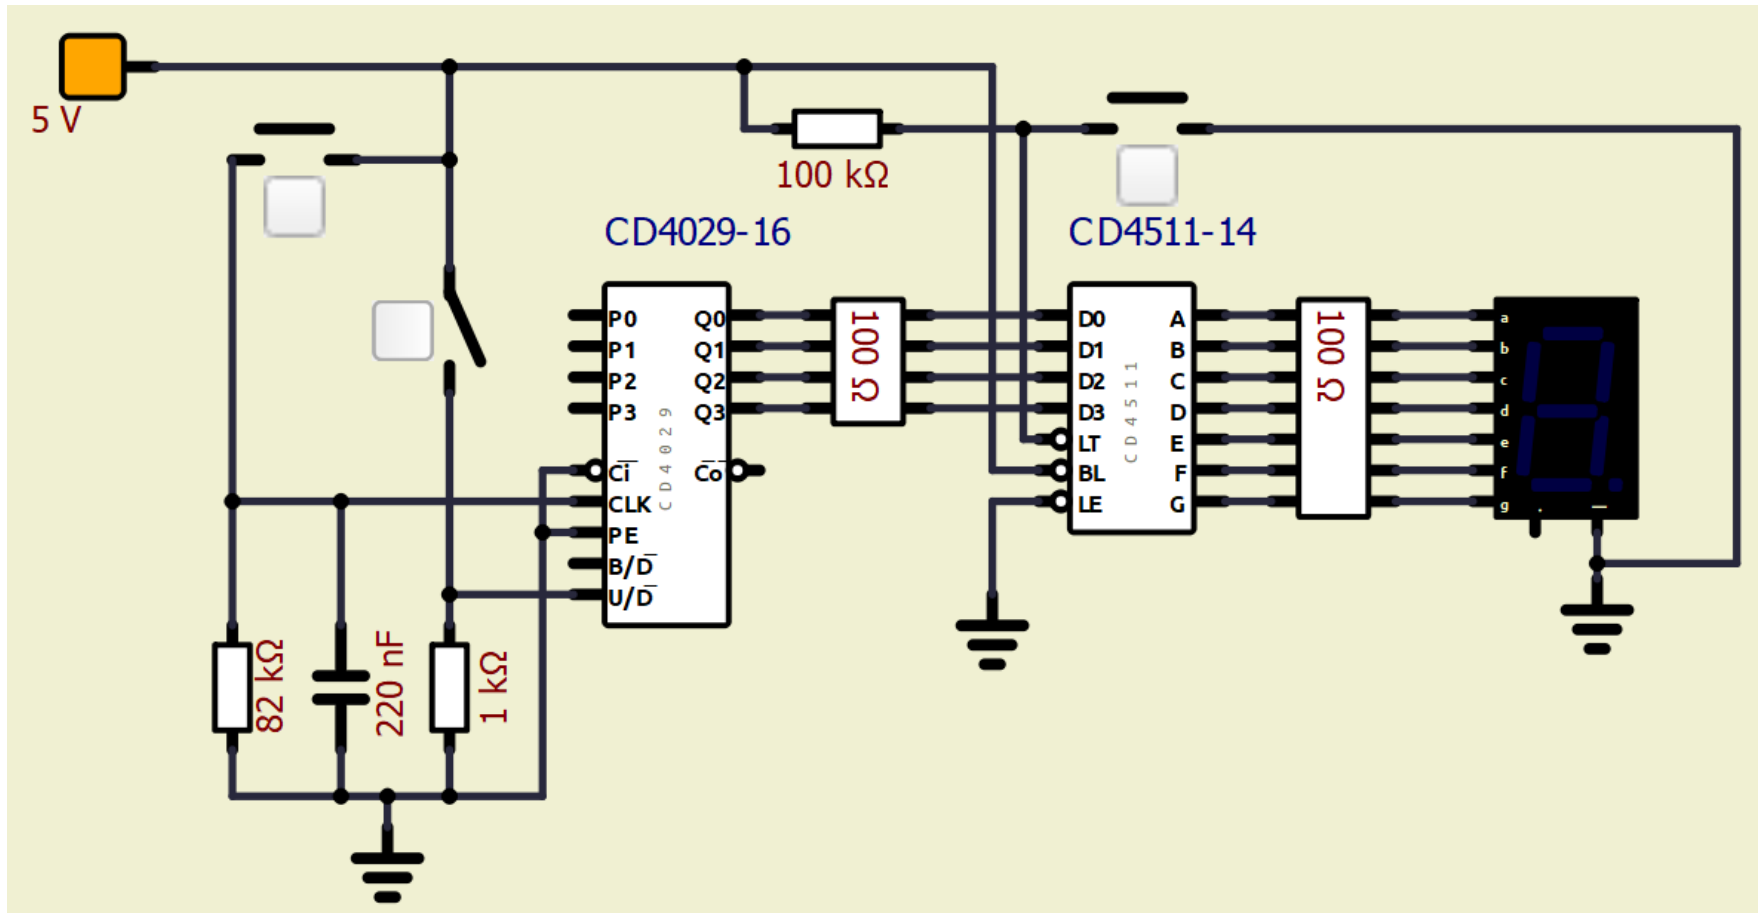 5 V
100 kΩ
CD4029-16
CD4511-14
P0
P1
P2
P3
Ci
CLK
PE
B/D
U/D
Q0
Q1
Q2
Q3
Co
CD4029
100 Ω
D0
D1
D2
D3
LT
BL
LE
A
B
C
D
E
F
G
CD4511
100 Ω
a
b
c
d
e
f
g
.
82 kΩ
220 nF
1 kΩ